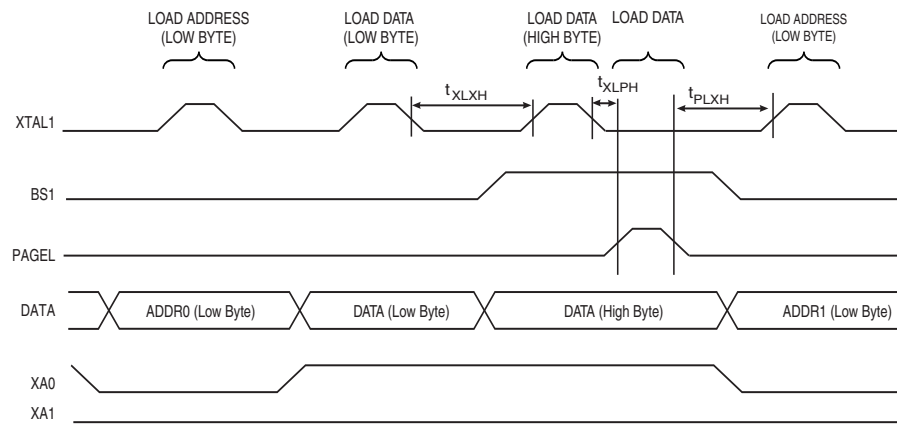 LOAD ADDRESS
(LOW BYTE)
LOAD DATA
(LOW BYTE)
LOAD DATA
(HIGH BYTE)
LOAD DATA
LOAD ADDRESS
(LOW BYTE)
tXLXH
tXLPH
tPLXH
XTAL1
BS1
PAGEL
DATA
ADDR0 (Low Byte)
DATA (Low Byte)
DATA (High Byte)
ADDR1 (Low Byte)
XA0
XA1